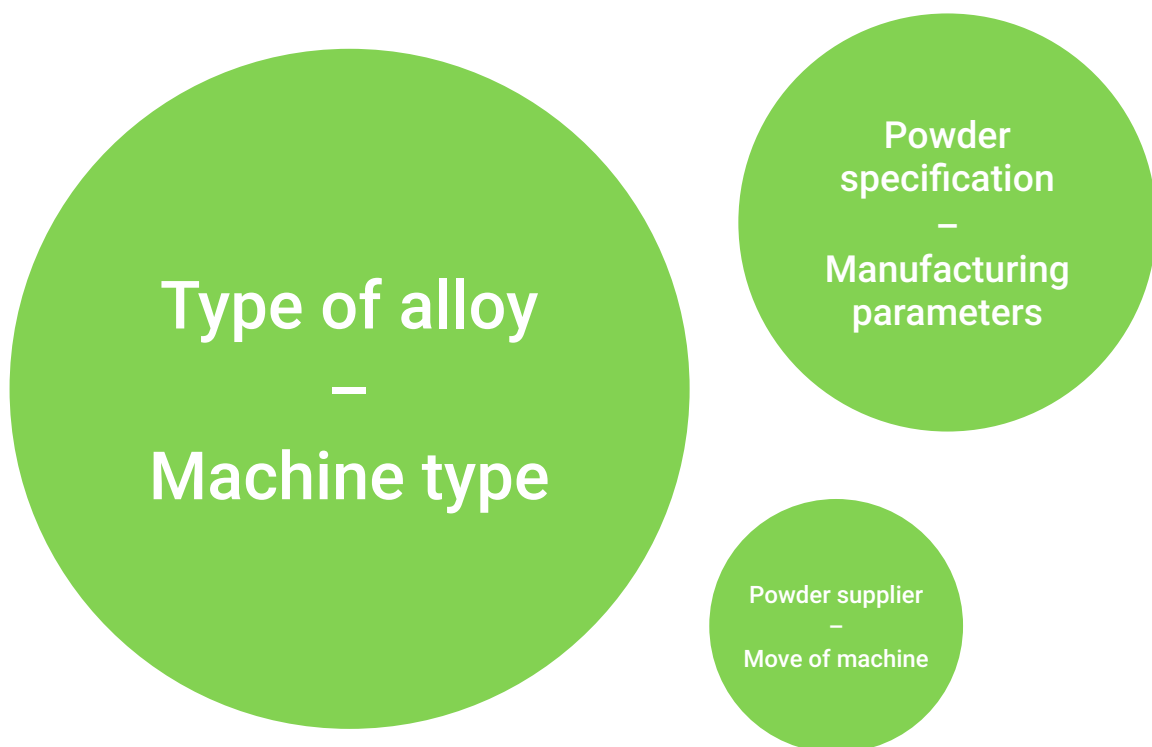 Type of alloy
–
Machine type
Powder
specification
–
Manufacturing
parameters
Powder supplier
–
Move of machine